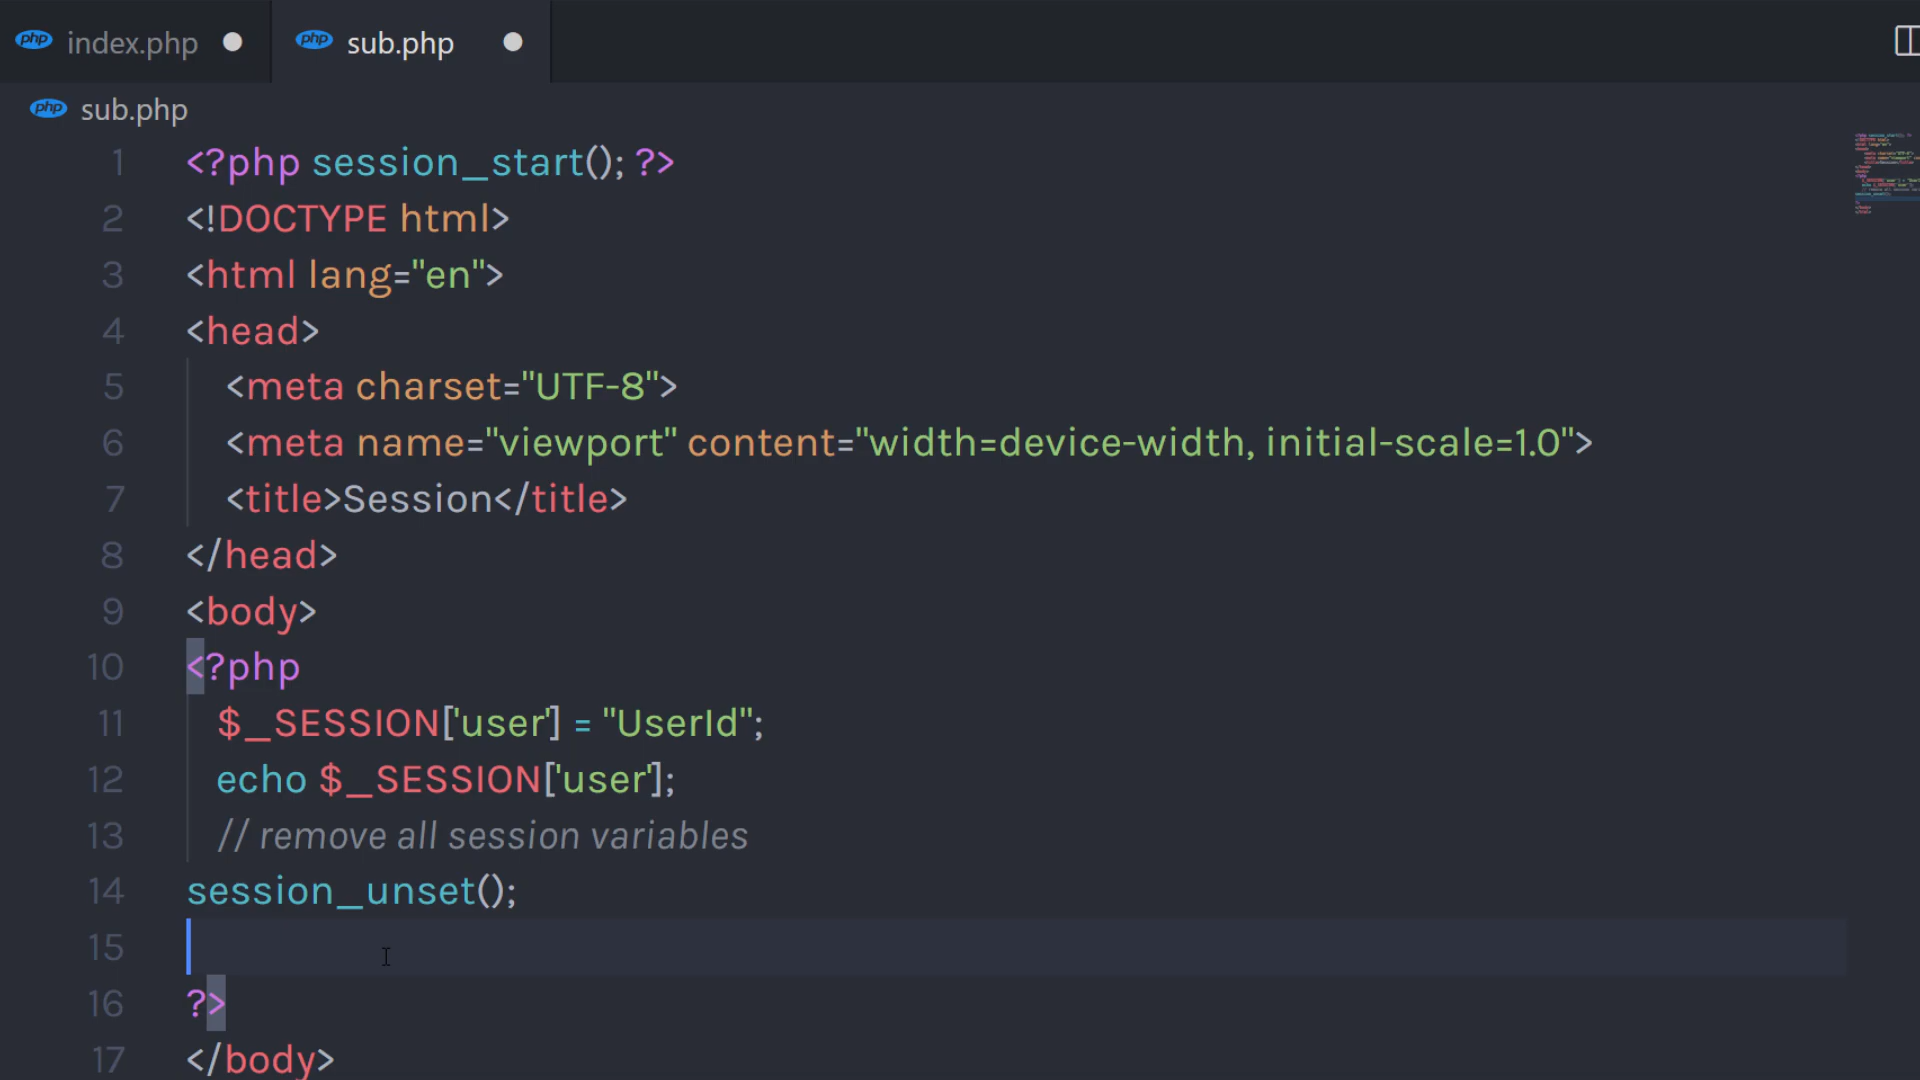 php index.php
php sub.php
php sub.php
1 <?php session_start(); ?>
2 <!DOCTYPE html>
3 <html lang="en">
4 <head>
5 <meta charset="UTF-8">
6 <meta name="viewport" content="width=device-width, initial-scale=1.0">
7 <title>Session</title>
8 </head>
9 <body>
10 <?php
11 $_SESSION['user'] = "UserId";
12 echo $_SESSION['user'];
13 // remove all session variables
14 session_unset();
15
16 ?>
17 </body>